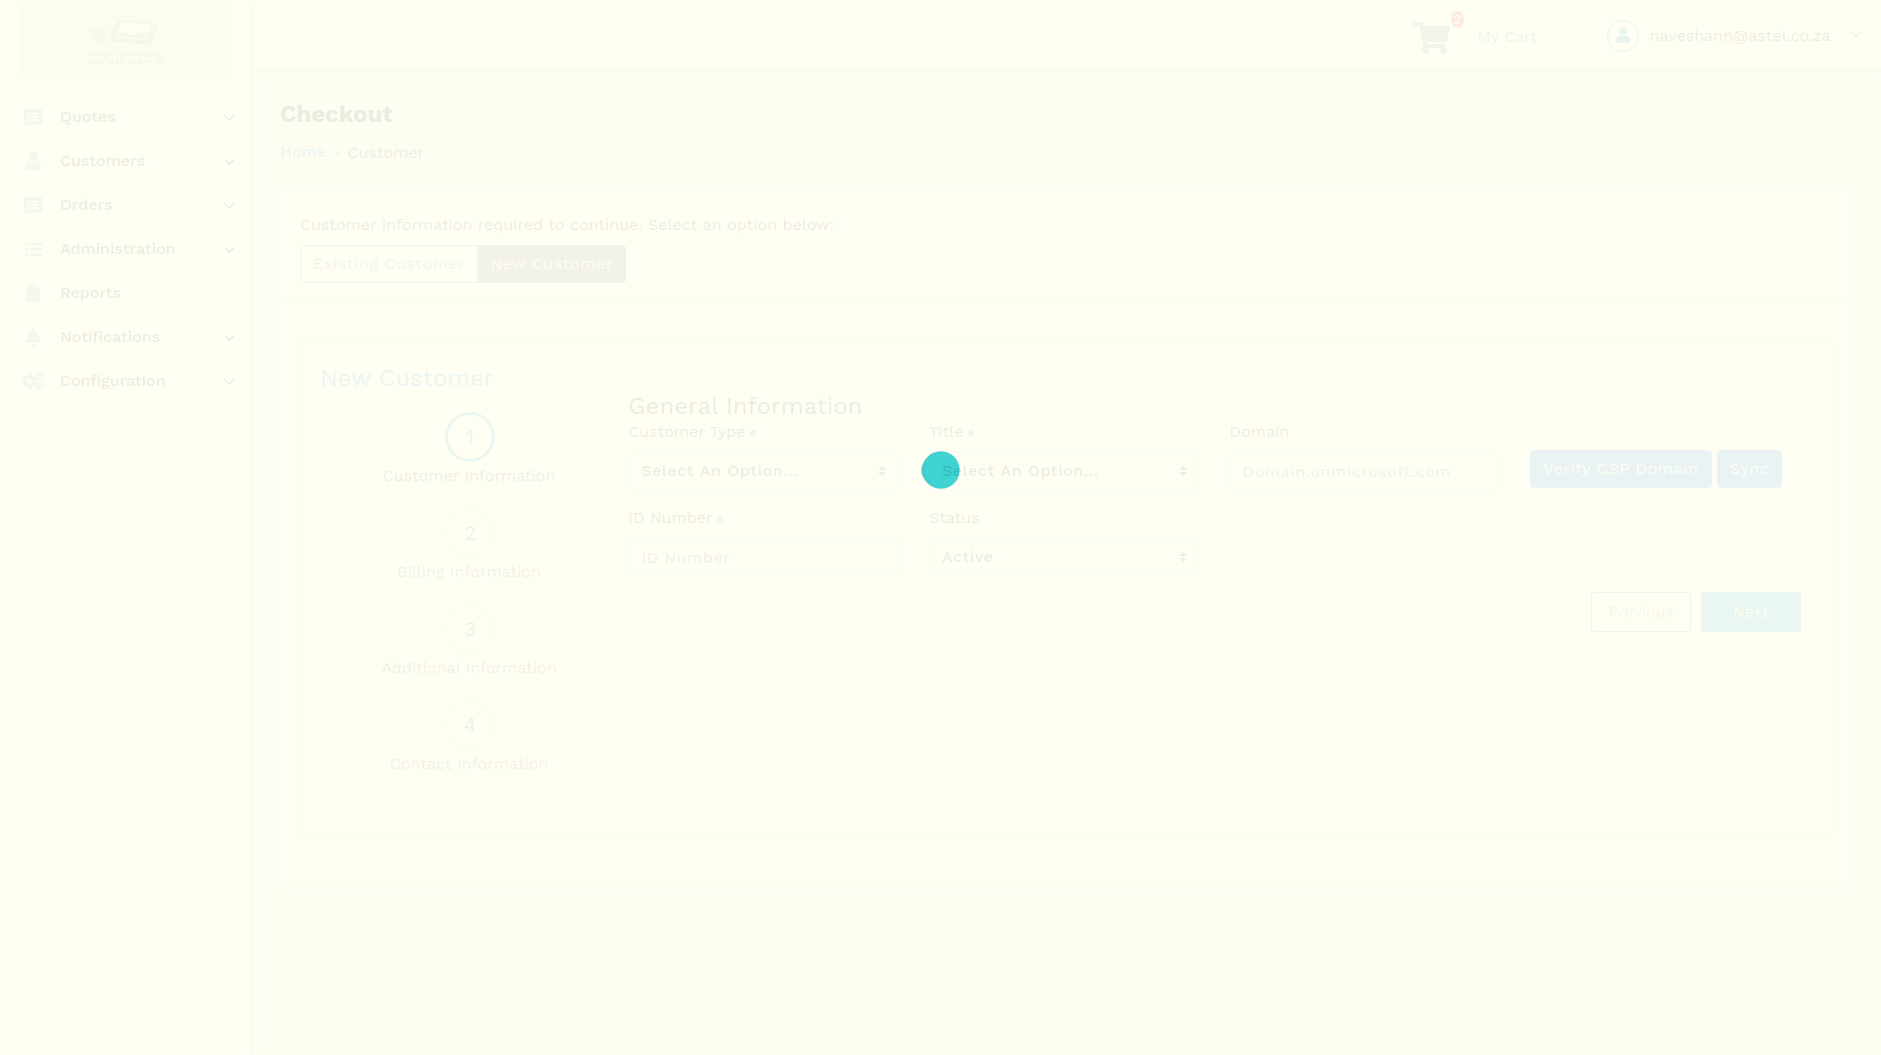 NO IMAGE
AVAILABLE
2
My Cart
naveshann@astel.co.za
Quotes
Customers
Orders
Administration
Reports
Notifications
Configuration
Checkout
Home
Customer
Customer information required to continue. Select an option below:
Existing Customer
New Customer
New Customer
1
Customer Information
2
Billing Information
3
Additional Information
4
Contact Information
General Information
Customer Type
Title
Domain
Select An Option...
Select An Option...
Domain.onmicrosoft.com
Verify CSP Domain
Sync
ID Number
Status
ID Number
Active
Previous
Next